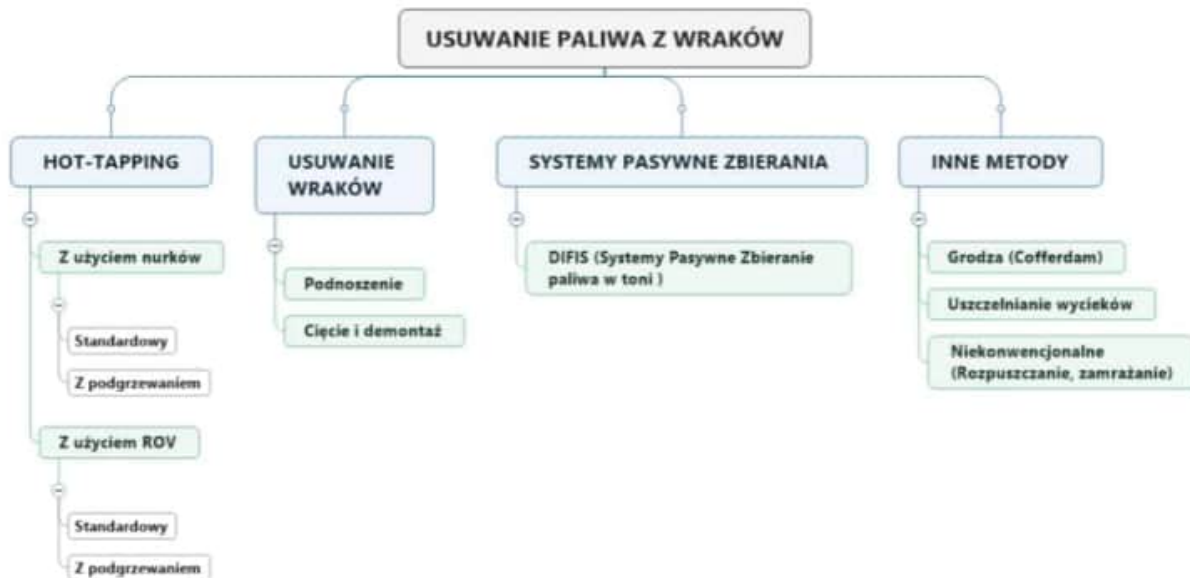 USUWANIE PALIWA Z WRAKÓW
HOT-TAPPING
Z użyciem nurków
Standardowy
Z podgrzewaniem
Z użyciem ROV
Standardowy
Z podgrzewaniem
USUWANIE
WRAKÓW
Podnoszenie
Cięcie i demontaż
SYSTEMY PASYWNE ZBIERANIA
DIFIS (Systemy Pasywne Zbieranie
paliwa w toni )
INNE METODY
Grodza (Cofferdam)
Uszczelnianie wycieków
Niekonwencjonalne
(Rozpuszczanie, zamrażanie)